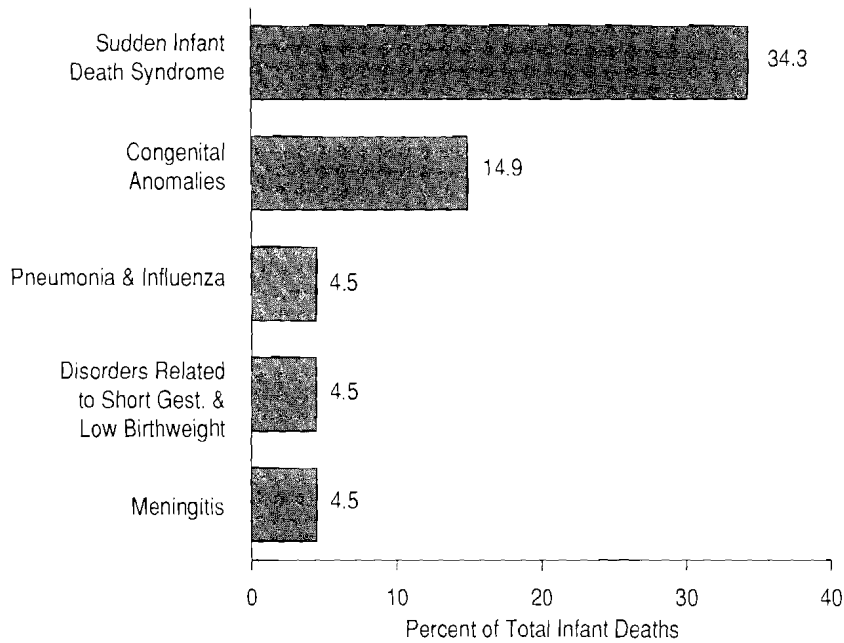 Sudden Infant
Death Syndrome
34.3
Congenital
Anomalies
14.9
Pneumonia & Influenza
4.5
Disorders Related
to Short Gest. &
Low Birthweight
4.5
Meningitis
4.5
0 10 20 30 40
Percent of Total Infant Deaths